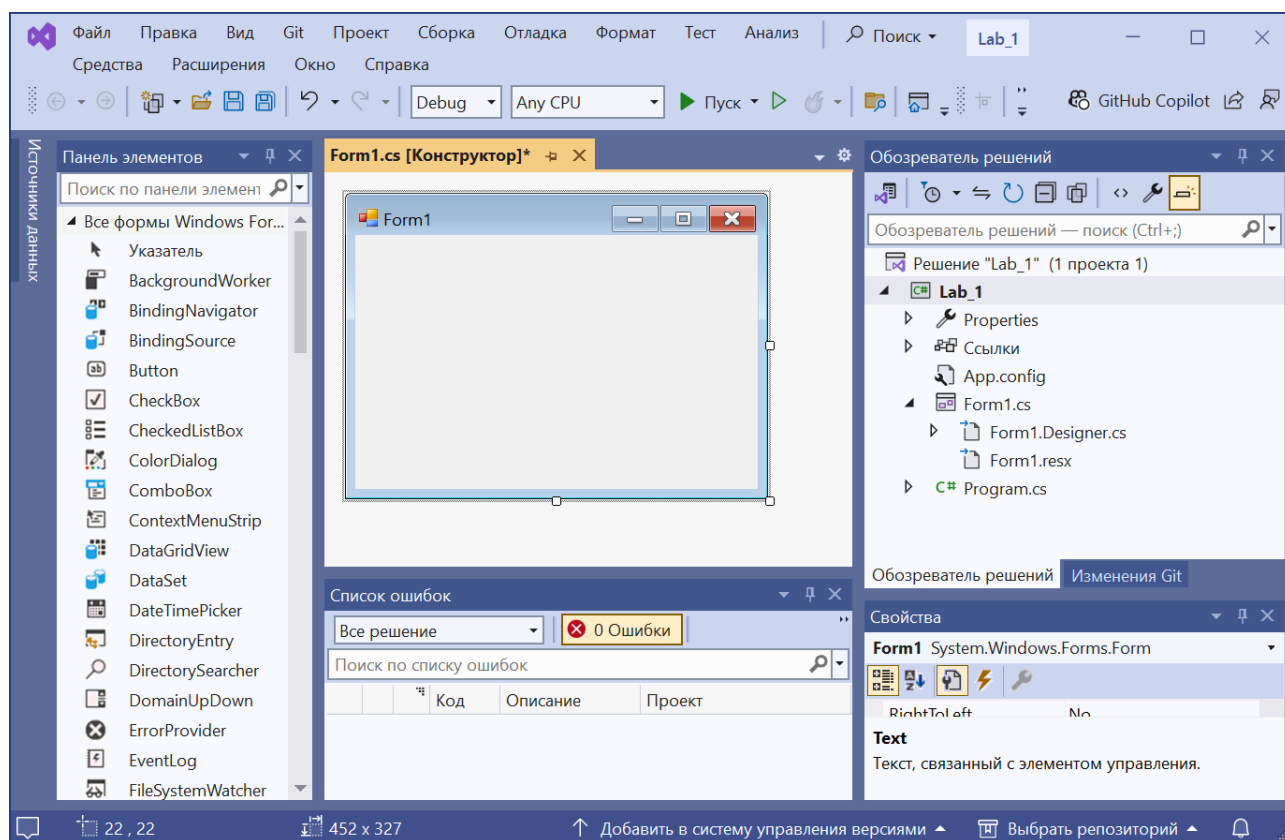 Файл Правка Вид Git Проект Сборка Отладка Формат Тест Анализ Поиск Lab_1
Средства Расширения Окно Справка
Debug Any CPU Пуск GitHub Copilot
Источники данных
Панель элементов
Поиск по панели элемент
Все формы Windows For...
Указатель
BackgroundWorker
BindingNavigator
BindingSource
Button
CheckBox
CheckedListBox
ColorDialog
ComboBox
ContextMenuStrip
DataGridView
DataSet
DateTimePicker
DirectoryEntry
DirectorySearcher
DomainUpDown
ErrorProvider
EventLog
FileSystemWatcher
Form1.cs [Конструктор]*
Form1
Список ошибок
Все решение 0 Ошибки
Поиск по списку ошибок
Код Описание Проект
Обозреватель решений
Обозреватель решений — поиск (Ctrl+;)
Решение "Lab_1" (1 проекта 1)
C# Lab_1
Properties
Ссылки
App.config
Form1.cs
Form1.Designer.cs
Form1.resx
C# Program.cs
Обозреватель решений Изменения Git
Свойства
Form1 System.Windows.Forms.Form
RightToLeft No
Text
Текст, связанный с элементом управления.
22 , 22 452 x 327 Добавить в систему управления версиями Выбрать репозиторий